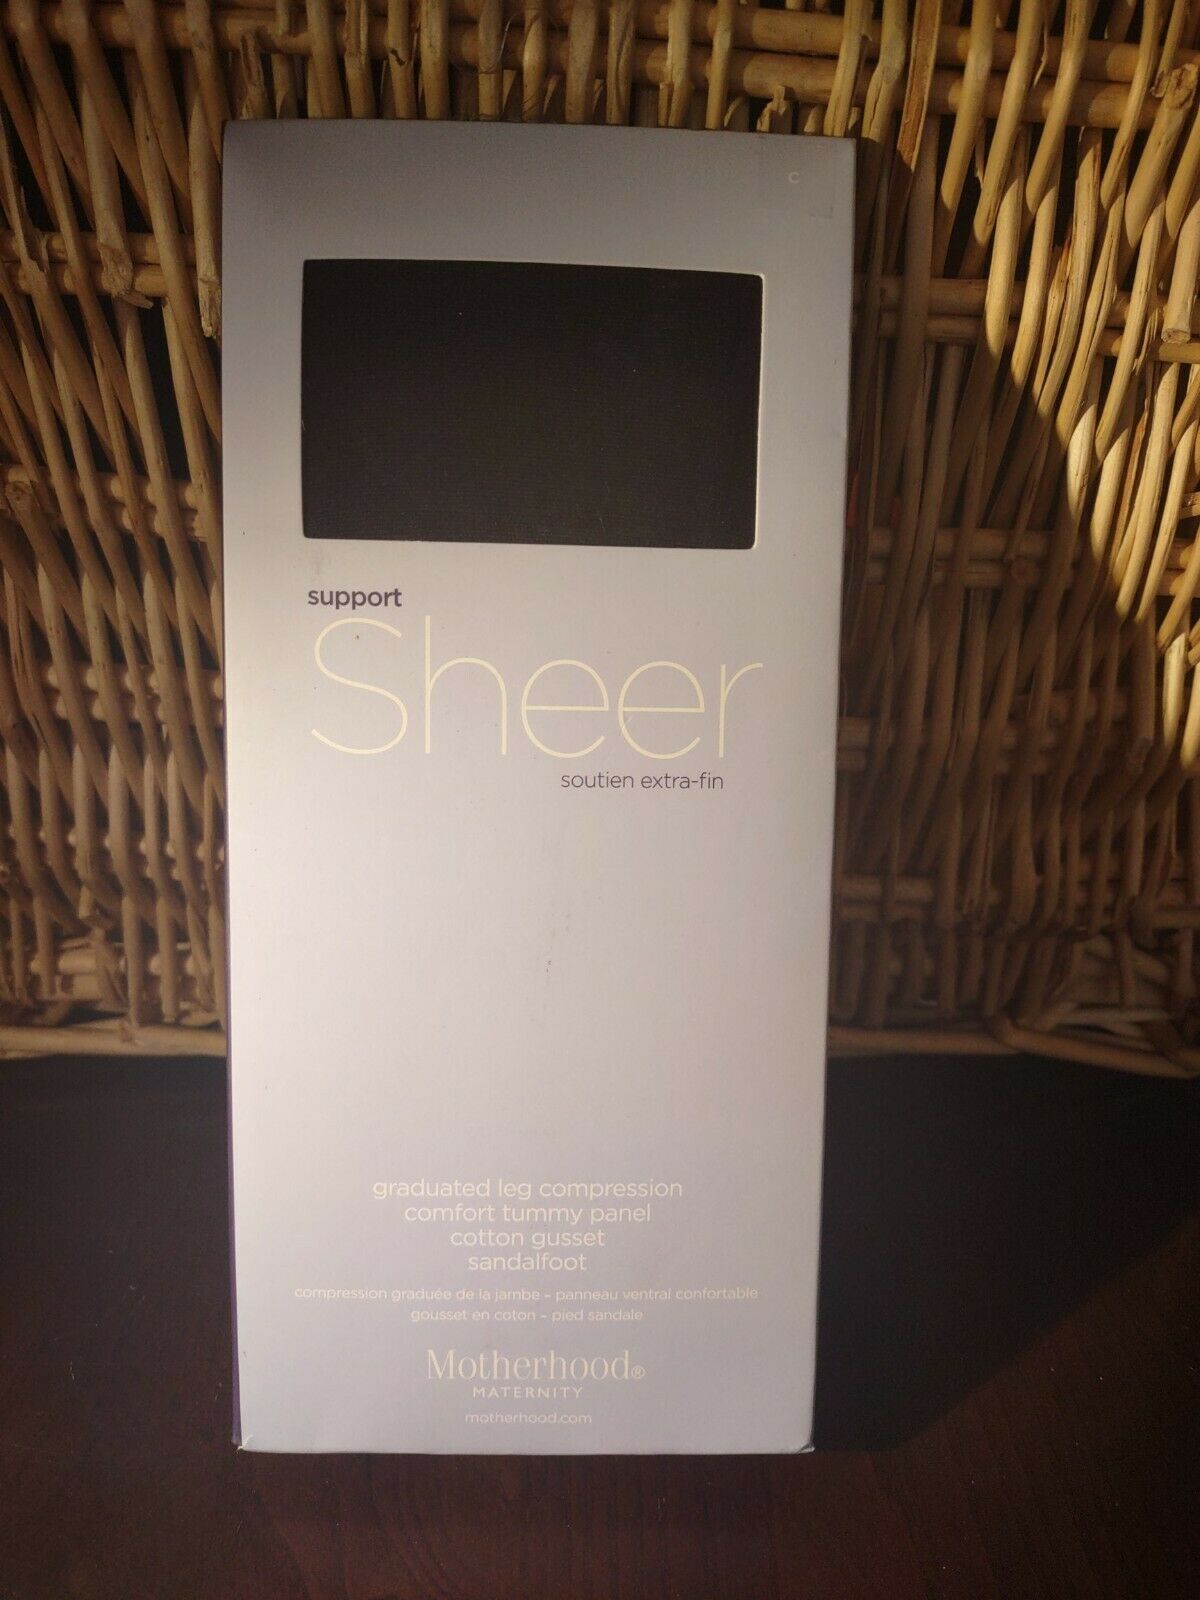 C
support
Sheer
soutien extra-fin
graduated leg compression
comfort tummy panel
cotton gusset
sandalfoot
compression graduée de la jambe - panneau ventral confortable
gousset en coton - pied sandale
Motherhood®
MATERNITY
motherhood.com